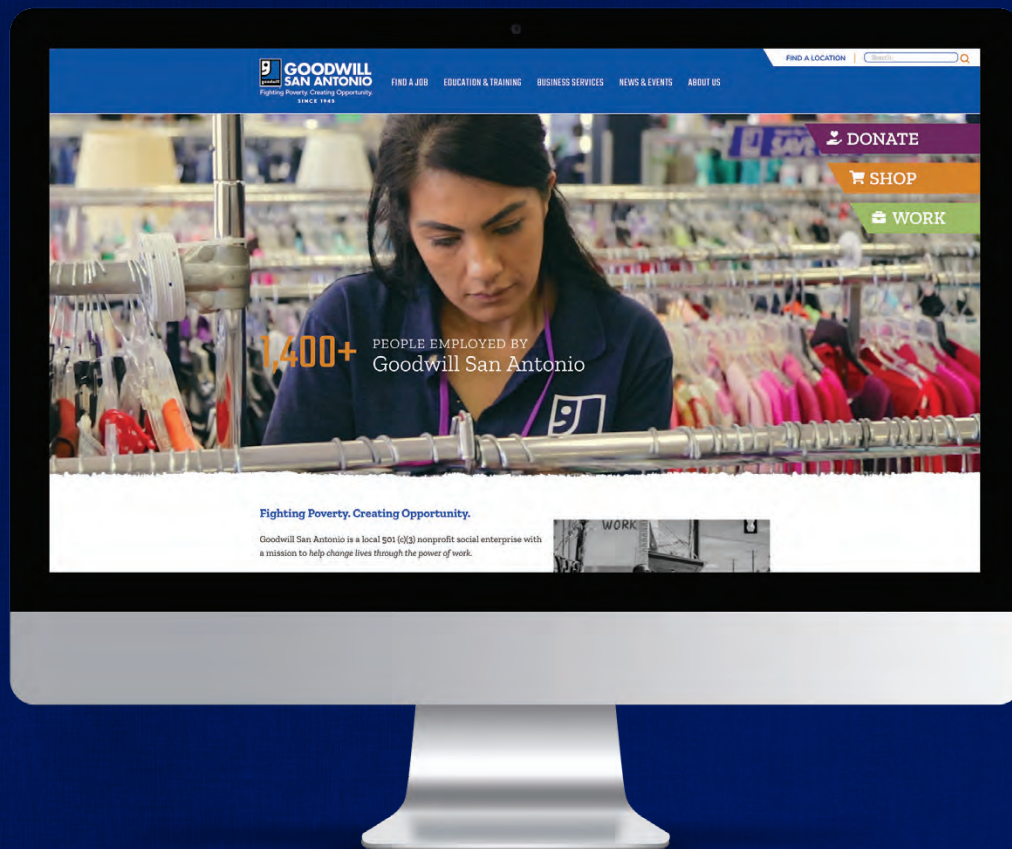 FIND A LOCATION
Search
goodwill
GOODWILL
SAN ANTONIO
Fighting Poverty. Creating Opportunity.
SINCE 1945
FIND A JOB EDUCATION & TRAINING BUSINESS SERVICES NEWS & EVENTS ABOUT US
SAVE
DONATE
SHOP
WORK
1,400+
PEOPLE EMPLOYED BY
Goodwill San Antonio
Fighting Poverty. Creating Opportunity.
Goodwill San Antonio is a local 501 (c)(3) nonprofit social enterprise with
a mission to help change lives through the power of work.
WORK